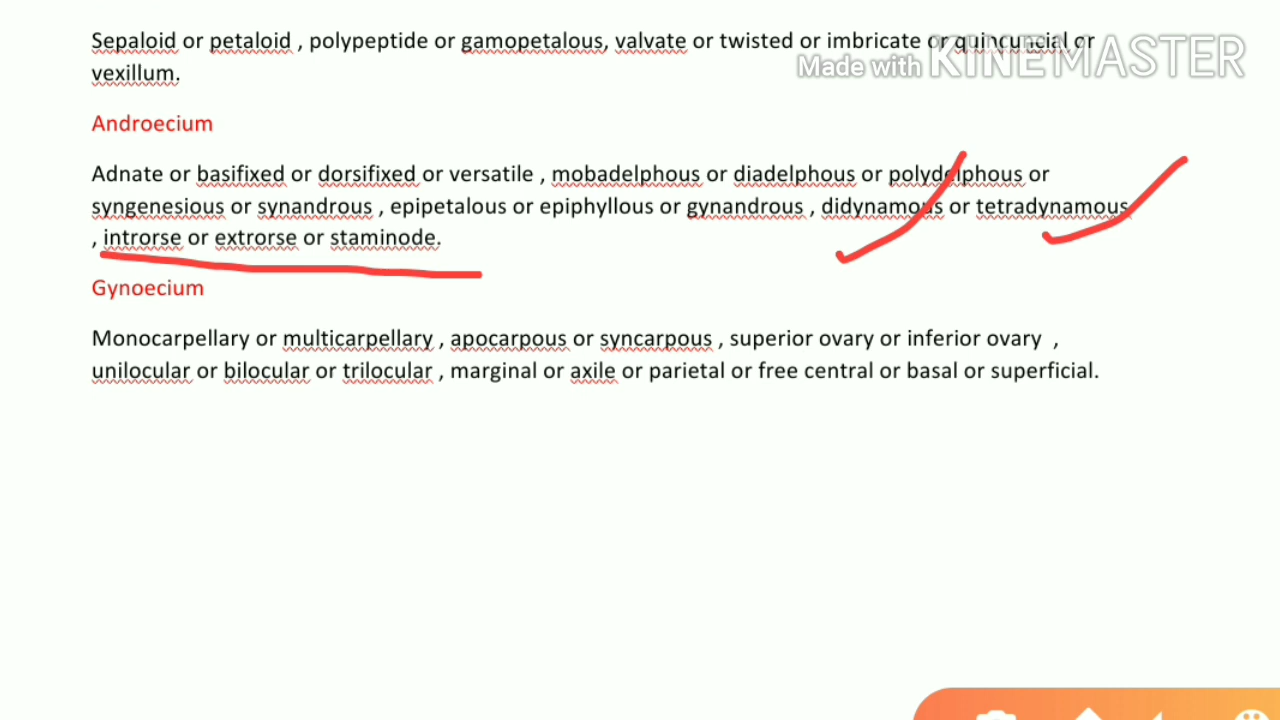 Sepaloid or petaloid , polypeptide or gamopetalous, valvate or twisted or imbricate or quincuncial or
Made with KINEMASTER
vexillum.
Androecium
Adnate or basifixed or dorsifixed or versatile , mobadelphous or diadelphous or polydelphous or
syngenesious or synandrous , epipetalous or epiphyllous or gynandrous , didynamous or tetradynamous
, introrse or extrorse or staminode.
Gynoecium
Monocarpellary or multicarpellary , apocarpous or syncarpous , superior ovary or inferior ovary ,
unilocular or bilocular or trilocular , marginal or axile or parietal or free central or basal or superficial.